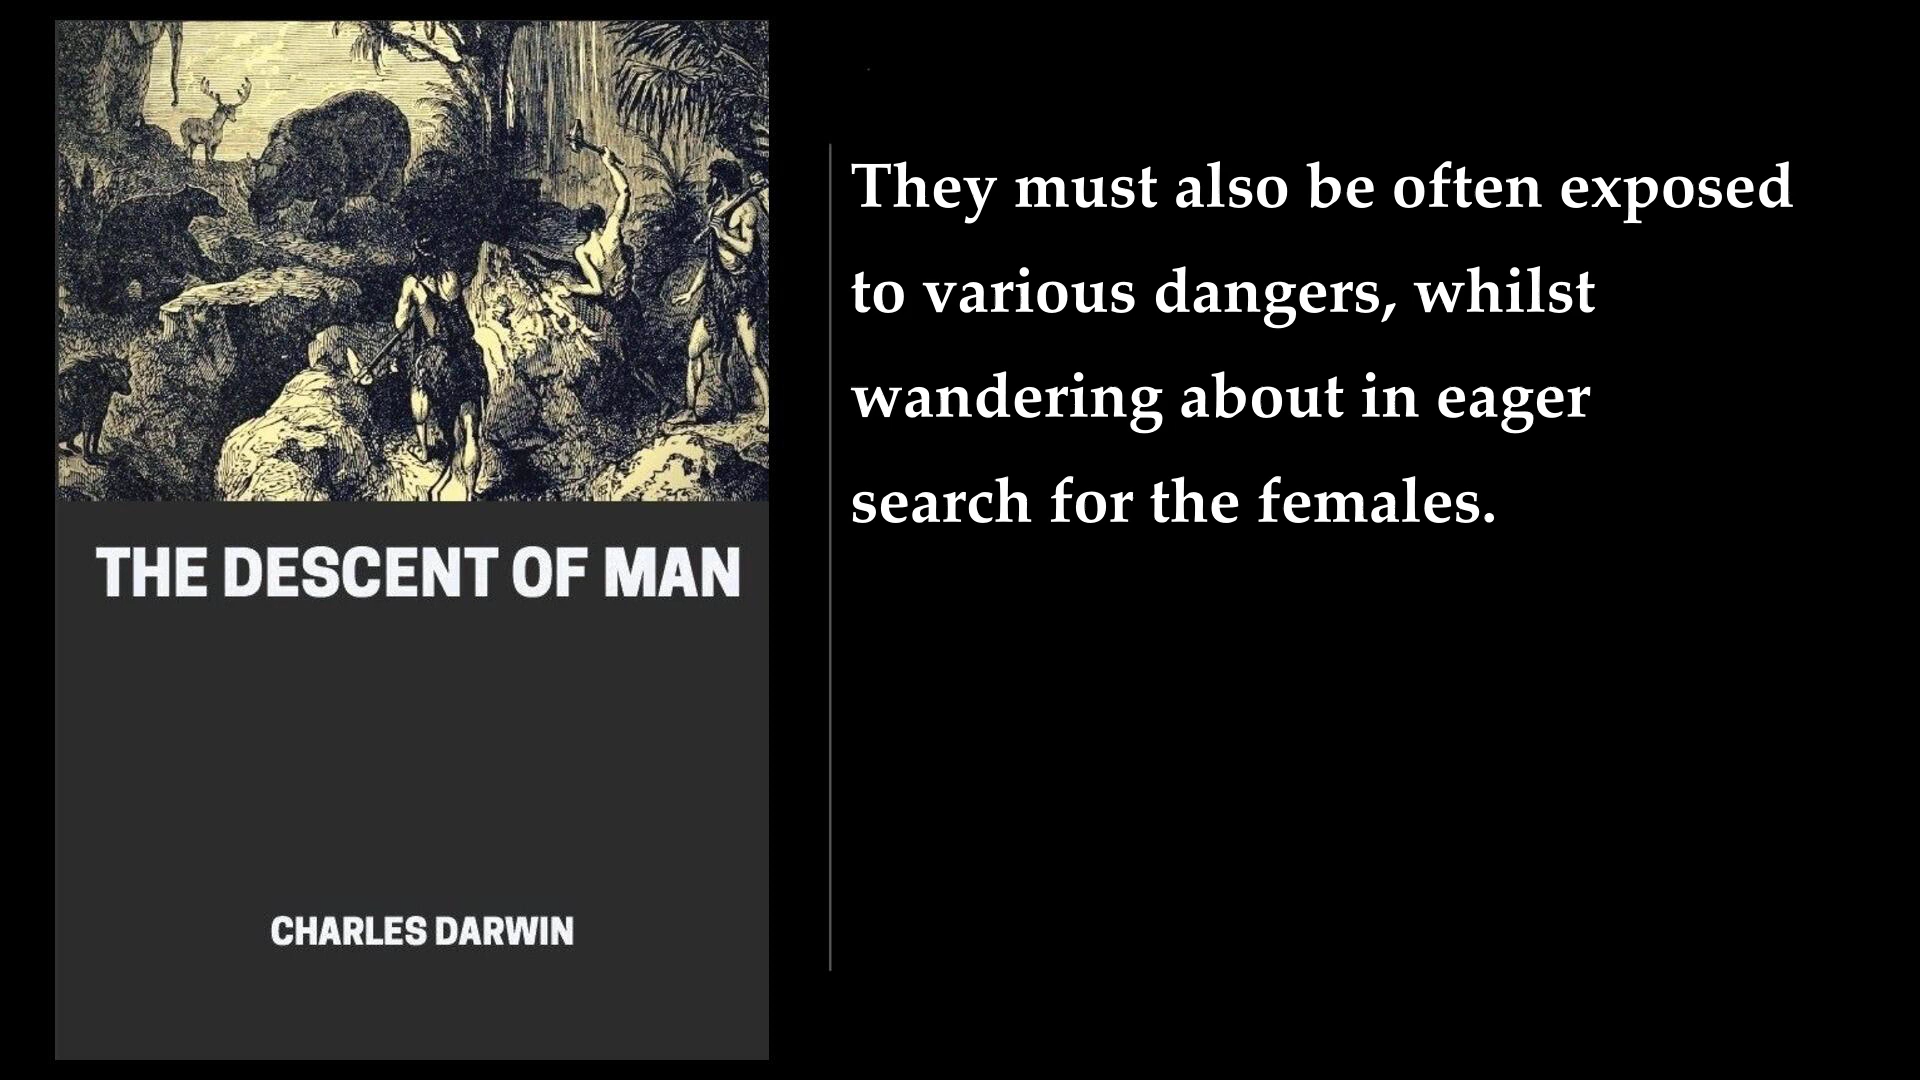 THE DESCENT OF MAN
CHARLES DARWIN
They must also be often exposed
to various dangers, whilst
wandering about in eager
search for the females.